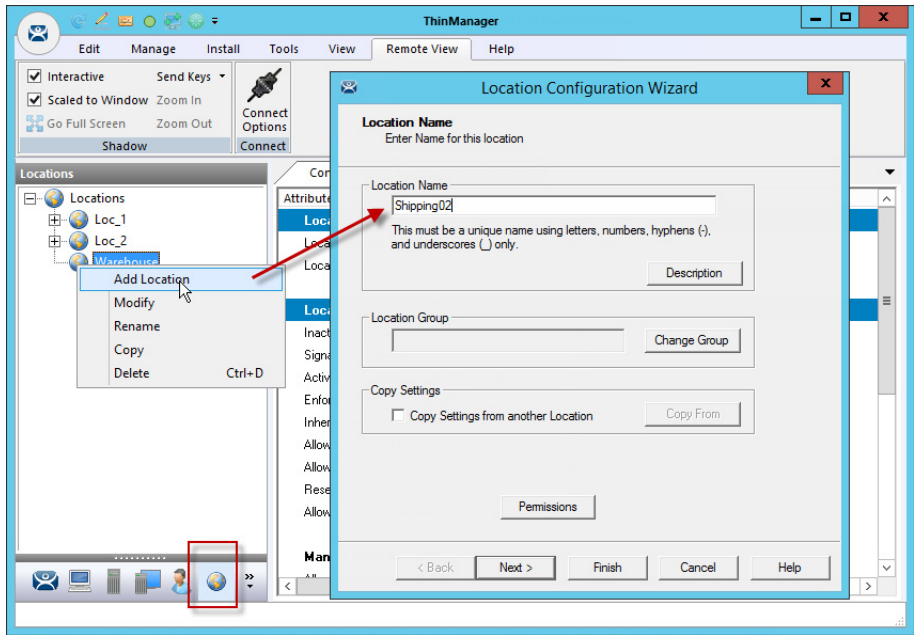 ThinManager
Edit Manage Install Tools View Remote View Help
Interactive Send Keys
Scaled to Window Zoom In
Go Full Screen Zoom Out
Shadow
Connect Options
Connect
Locations
Locations
Loc_1
Loc_2
Warehouse
Add Location
Modify
Rename
Copy
Delete Ctrl+D
Attribute
Location Configuration Wizard
Location Name
Enter Name for this location
Location Name
Shipping02
This must be a unique name using letters, numbers, hyphens (-),
and underscores (_) only.
Description
Location Group
Change Group
Copy Settings
Copy Settings from another Location Copy From
Permissions
< Back Next > Finish Cancel Help